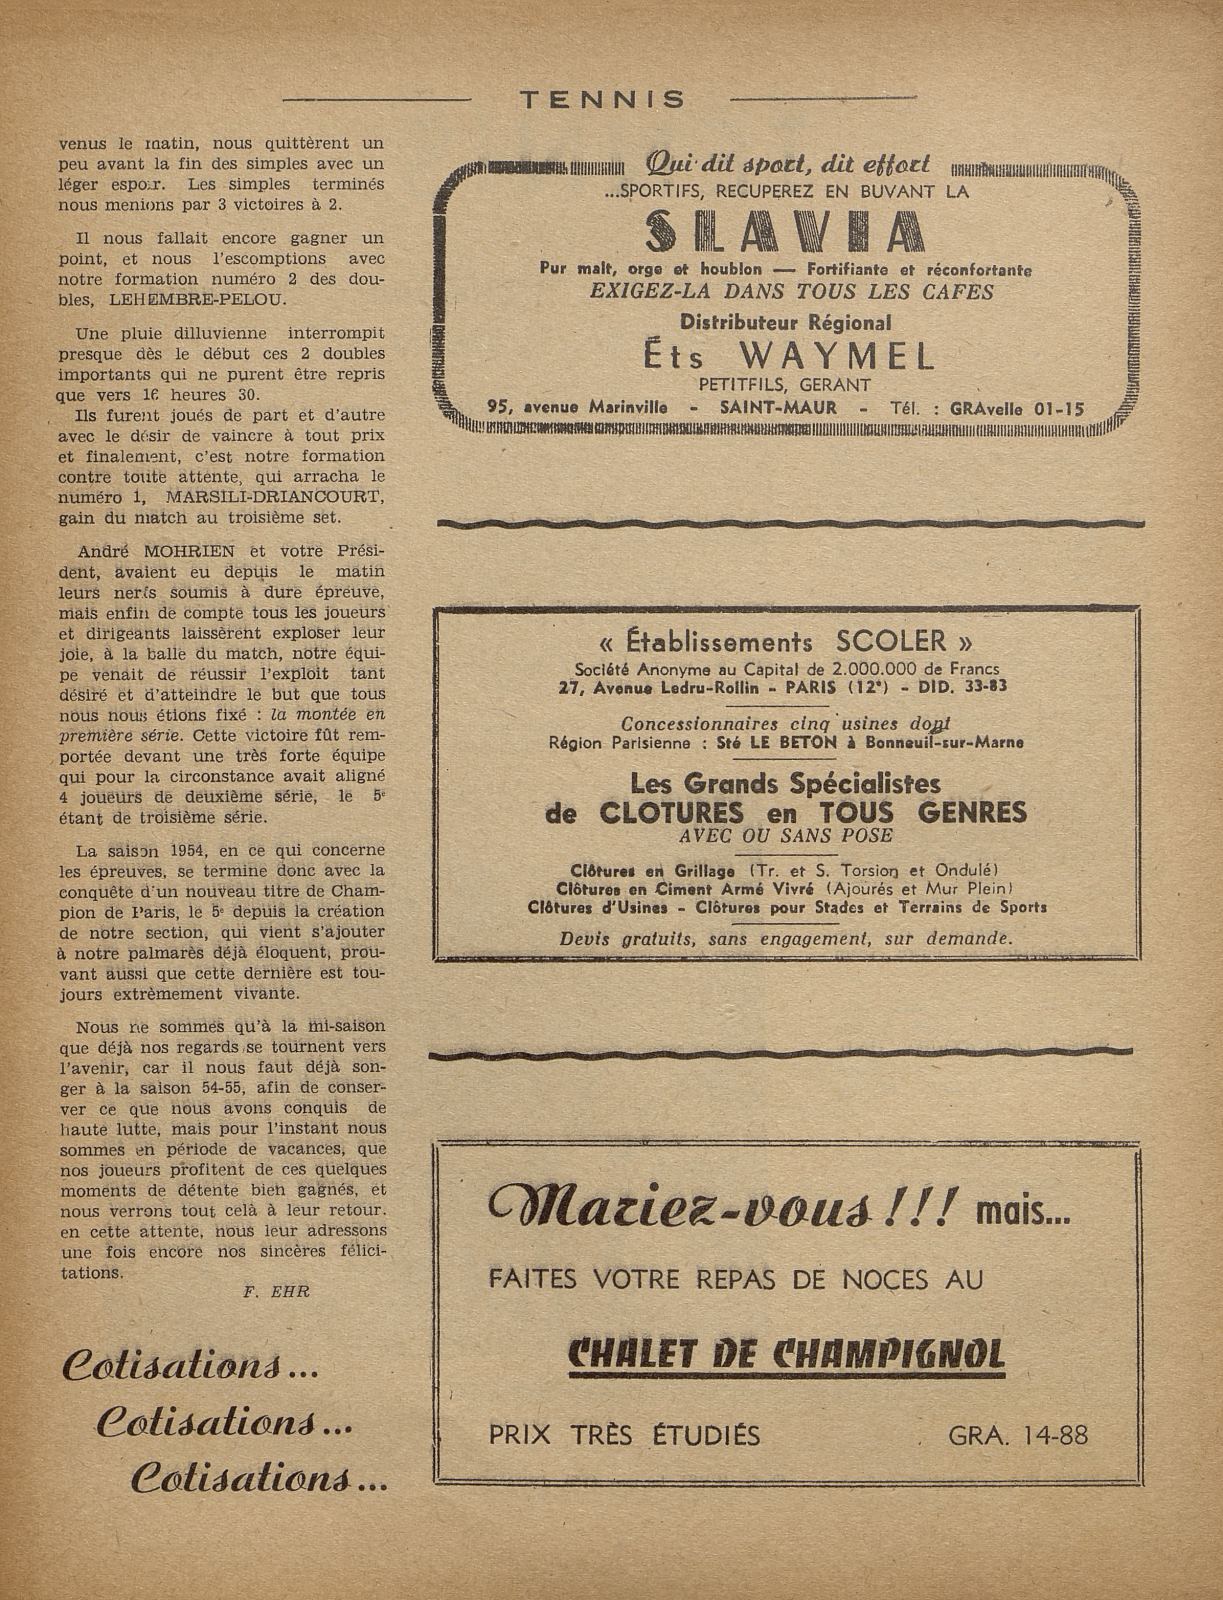 TENNIS
venus le matin, nous quittèrent un
peu avant la fin des simples avec un
léger espoir. Les simples terminés
nous menions par 3 victoires à 2.
Il nous fallait encore gagner un
point, et nous l'escomptions avec
notre formation numéro 2 des dou-
bles, LEHEMBRE-PELOU.
Une pluie dilluvienne interrompit
presque dès le début ces 2 doubles
importants qui ne purent être repris
que vers 16 heures 30.
Ils furent joués de part et d'autre
avec le désir de vaincre à tout prix
et finalement, c'est notre formation
contre toute attente, qui arracha le
numéro 1, MARSILI-DRIANCOURT,
gain du match au troisième set.
André MOHRIEN et votre Prési-
dent, avaient eu depuis le matin
leurs nerfs soumis à dure épreuve,
mais enfin de compte tous les joueurs
et dirigeants laissèrent exploser leur
joie, à la balle du match, notre équi-
pe venait de réussir l'exploit tant
désiré et d'atteindre le but que tous
nous nous étions fixé : la montée en
première série. Cette victoire fût rem-
portée devant une très forte équipe
qui pour la circonstance avait aligné
4 joueurs de deuxième série, le 5e
étant de troisième série.
La saison 1954, en ce qui concerne
les épreuves, se termine donc avec la
conquête d'un nouveau titre de Cham-
pion de Paris, le 5e depuis la création
de notre section, qui vient s'ajouter
à notre palmarès déjà éloquent, prou-
vant aussi que cette dernière est tou-
jours extrèmement vivante.
Nous ne sommes qu'à la mi-saison
que déjà nos regards se tournent vers
l'avenir, car il nous faut déjà son-
ger à la saison 54-55, afin de conser-
ver ce que nous avons conquis de
haute lutte, mais pour l'instant nous
sommes en période de vacances, que
nos joueurs profitent de ces quelques
moments de détente bien gagnés, et
nous verrons tout celà à leur retour.
en cette attente, nous leur adressons
une fois encore nos sincères félici-
tations.
F. EHR
Cotisations...
Cotisations...
Cotisations...
Qui dit sport, dit effort
...SPORTIFS, RECUPEREZ EN BUVANT LA
SLAVIA
Pur malt, orge et houblon — Fortifiante et réconfortante
EXIGEZ-LA DANS TOUS LES CAFES
Distributeur Régional
Éts WAYMEL
PETITFILS, GERANT
95, avenue Marinville - SAINT-MAUR - Tél. : GRAvelle 01-15
« Établissements SCOLER »
Société Anonyme au Capital de 2.000.000 de Francs
27, Avenue Ledru-Rollin - PARIS (12e) - DID. 33-83
Concessionnaires cinq usines dont
Région Parisienne : Sté LE BETON à Bonneuil-sur-Marne
Les Grands Spécialistes
de CLOTURES en TOUS GENRES
AVEC OU SANS POSE
Clôtures en Grillage (Tr. et S. Torsion et Ondulé)
Clôtures en Ciment Armé Vivré (Ajourés et Mur Plein)
Clôtures d'Usines - Clôtures pour Stades et Terrains de Sports
Devis gratuits, sans engagement, sur demande.
Mariez-vous !!! mais...
FAITES VOTRE REPAS DE NOCES AU
CHALET DE CHAMPIGNOL
PRIX TRÈS ÉTUDIÉS GRA. 14-88